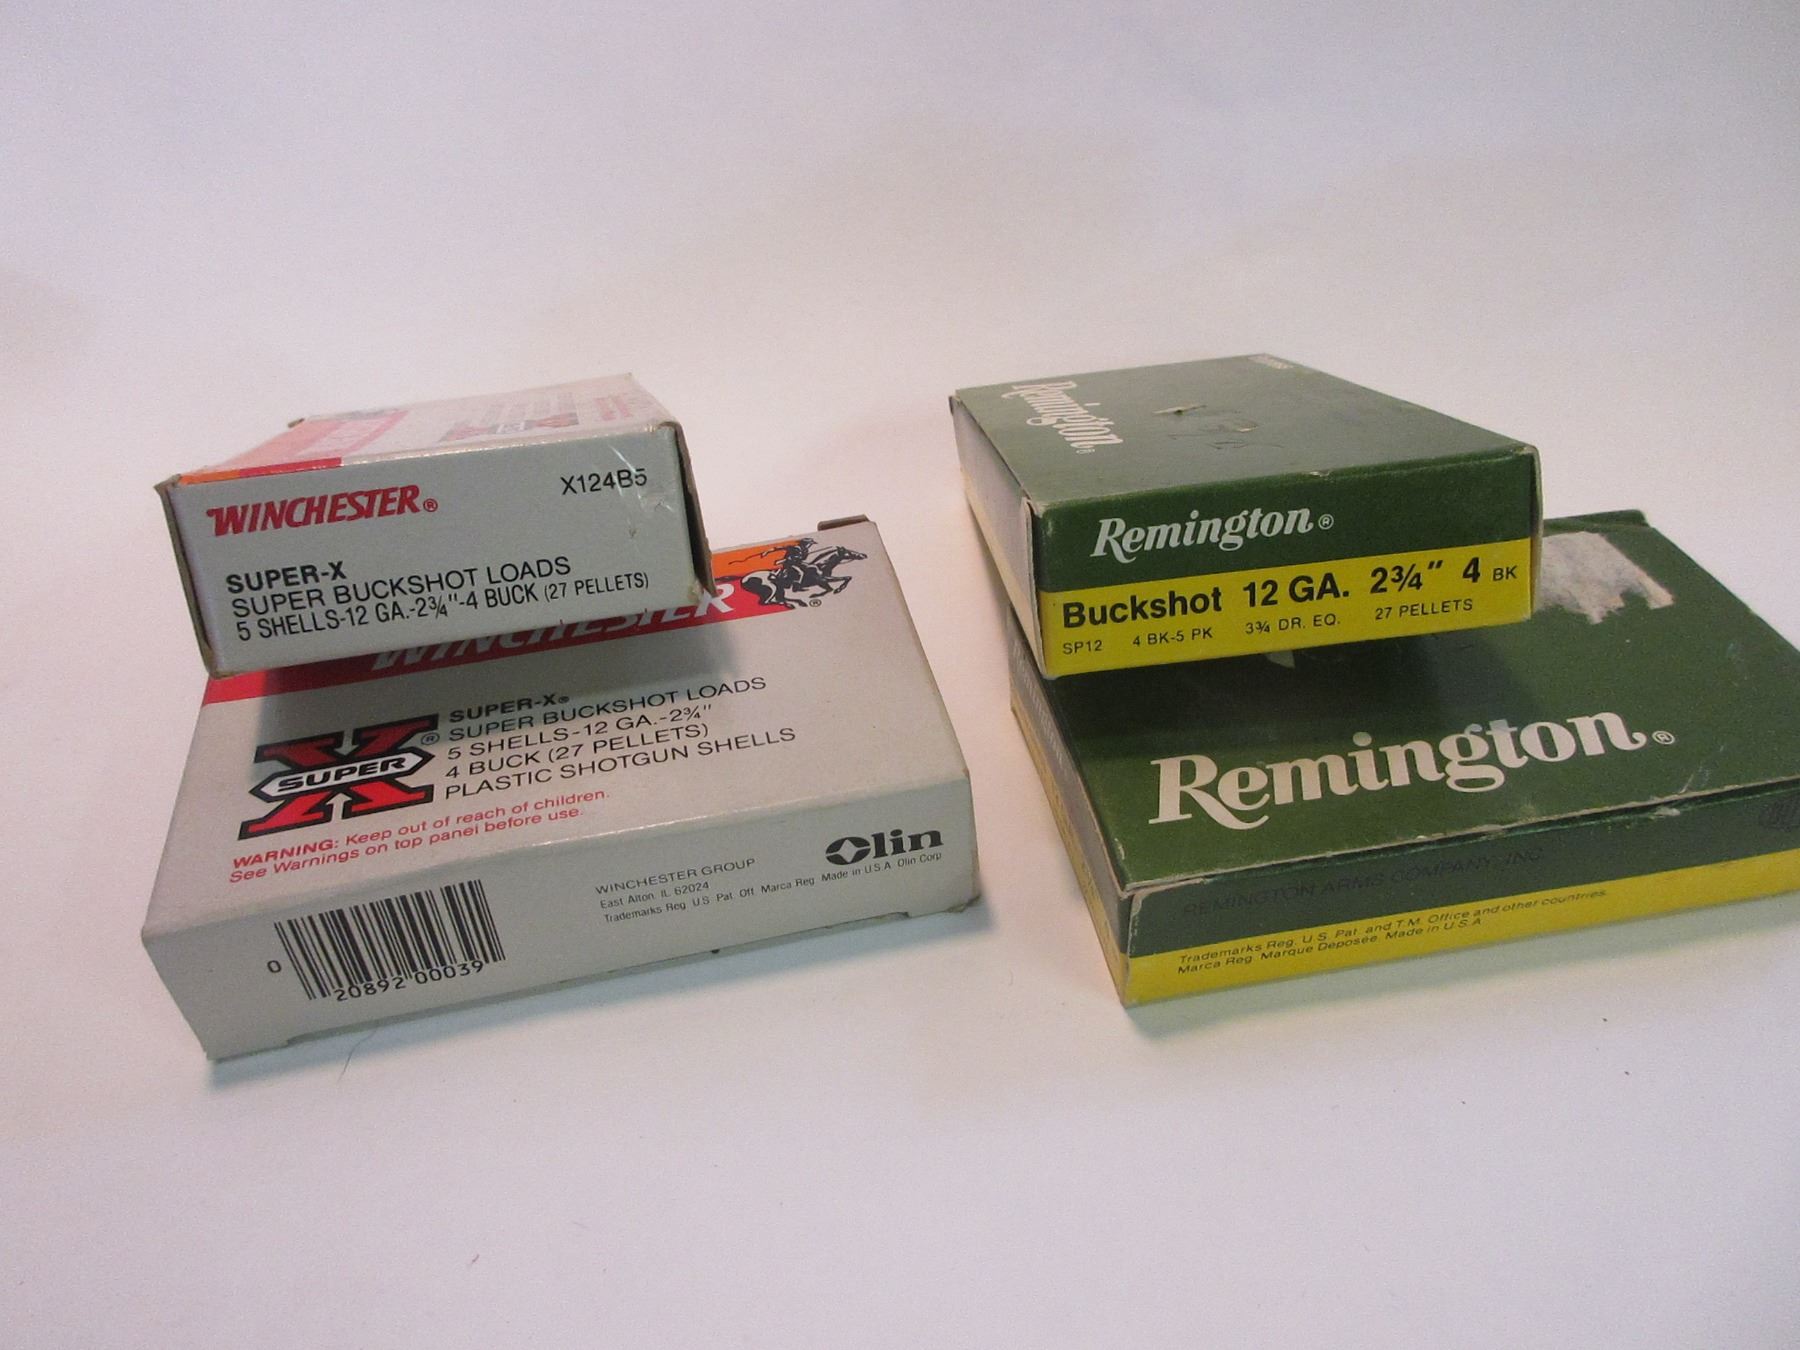 WINCHESTER®
X124B5
SUPER-X
SUPER BUCKSHOT LOADS
5 SHELLS-12 GA.-2¾"-4 BUCK (27 PELLETS)
WINCHESTER
®
SUPER
®
SUPER-X®
SUPER BUCKSHOT LOADS
5 SHELLS-12 GA.-2¾"
4 BUCK (27 PELLETS)
PLASTIC SHOTGUN SHELLS
WARNING: Keep out of reach of children.
See Warnings on top panel before use.
0
20892 00039
WINCHESTER GROUP
East Alton, IL 62024
Trademarks Reg U.S. Pat. Off. Marca Reg. Made in U.S.A. Olin Corp
Olin
Remington®
Remington®
Buckshot 12 GA. 2¾" 4 BK
SP12 4 BK-5 PK 3¾ DR. EQ. 27 PELLETS
Remington®
REMINGTON ARMS COMPANY, INC.
Trademarks Reg. U.S. Pat. and T.M. Office and other countries.
Marca Reg. Marque Deposée. Made in U.S.A.